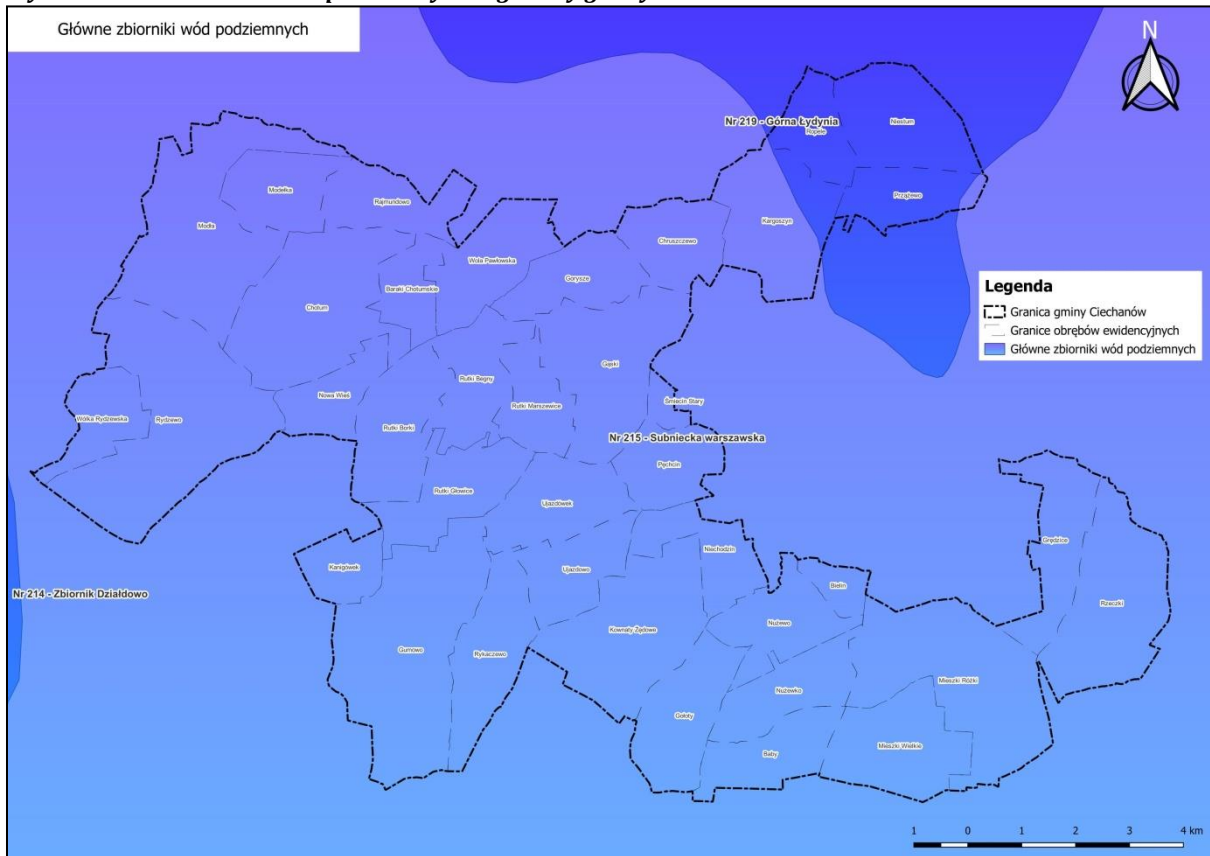 Główne zbiorniki wód podziemnych
N
Nr 219 - Górna Łydynia
Ropele
Niestum
Przążewo
Modełka
Rajmundowo
Modła
Kargoszyn
Chruszczewo
Wola Pawłowska
Gorysze
Baraki Chotumskie
Chotum
Legenda
Granica gminy Ciechanów
Granice obrębów ewidencyjnych
Główne zbiorniki wód podziemnych
Gąski
Rutki Begny
Nowa Wieś
Rutki Marszewice
Śmiecin Stary
Wólka Rydzewska
Rydzewo
Rutki Borki
Nr 215 - Subniecka warszawska
Pęchcin
Rutki Głowice
Ujazdówek
Niechodzin
Grędzice
Kanigówek
Ujazdowo
Bielin
Nr 214 - Zbiornik Działdowo
Rzeczki
Nużewo
Kownaty Żędowe
Gumowo
Rykaczewo
Mieszki Różki
Nużewko
Gołoty
Mieszki Wielkie
Baby
1 0 1 2 3 4 km